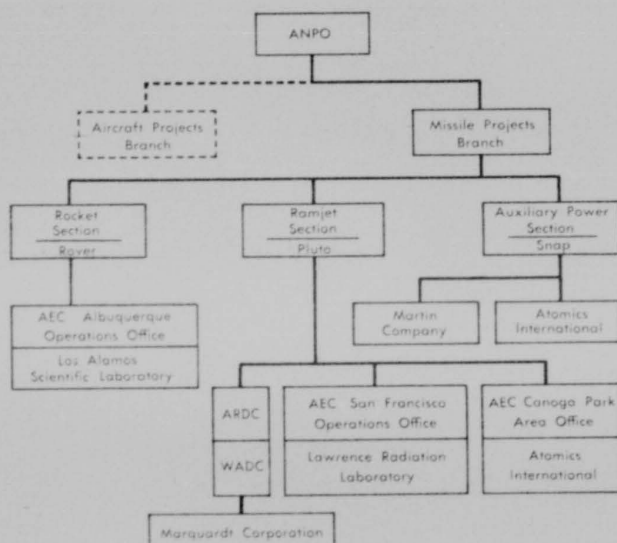 ANPO
Aircraft Projects
Branch
Missile Projects
Branch
Rocket
Section
Rover
Ramjet
Section
Pluto
Auxiliary Power
Section
Snap
AEC Albuquerque
Operations Office
Los Alamos
Scientific Laboratory
Martin
Company
Atomics
International
ARDC
WADC
Marquardt Corporation
AEC San Francisco
Operations Office
Lawrence Radiation
Laboratory
AEC Canoga Park
Area Office
Atomics
International